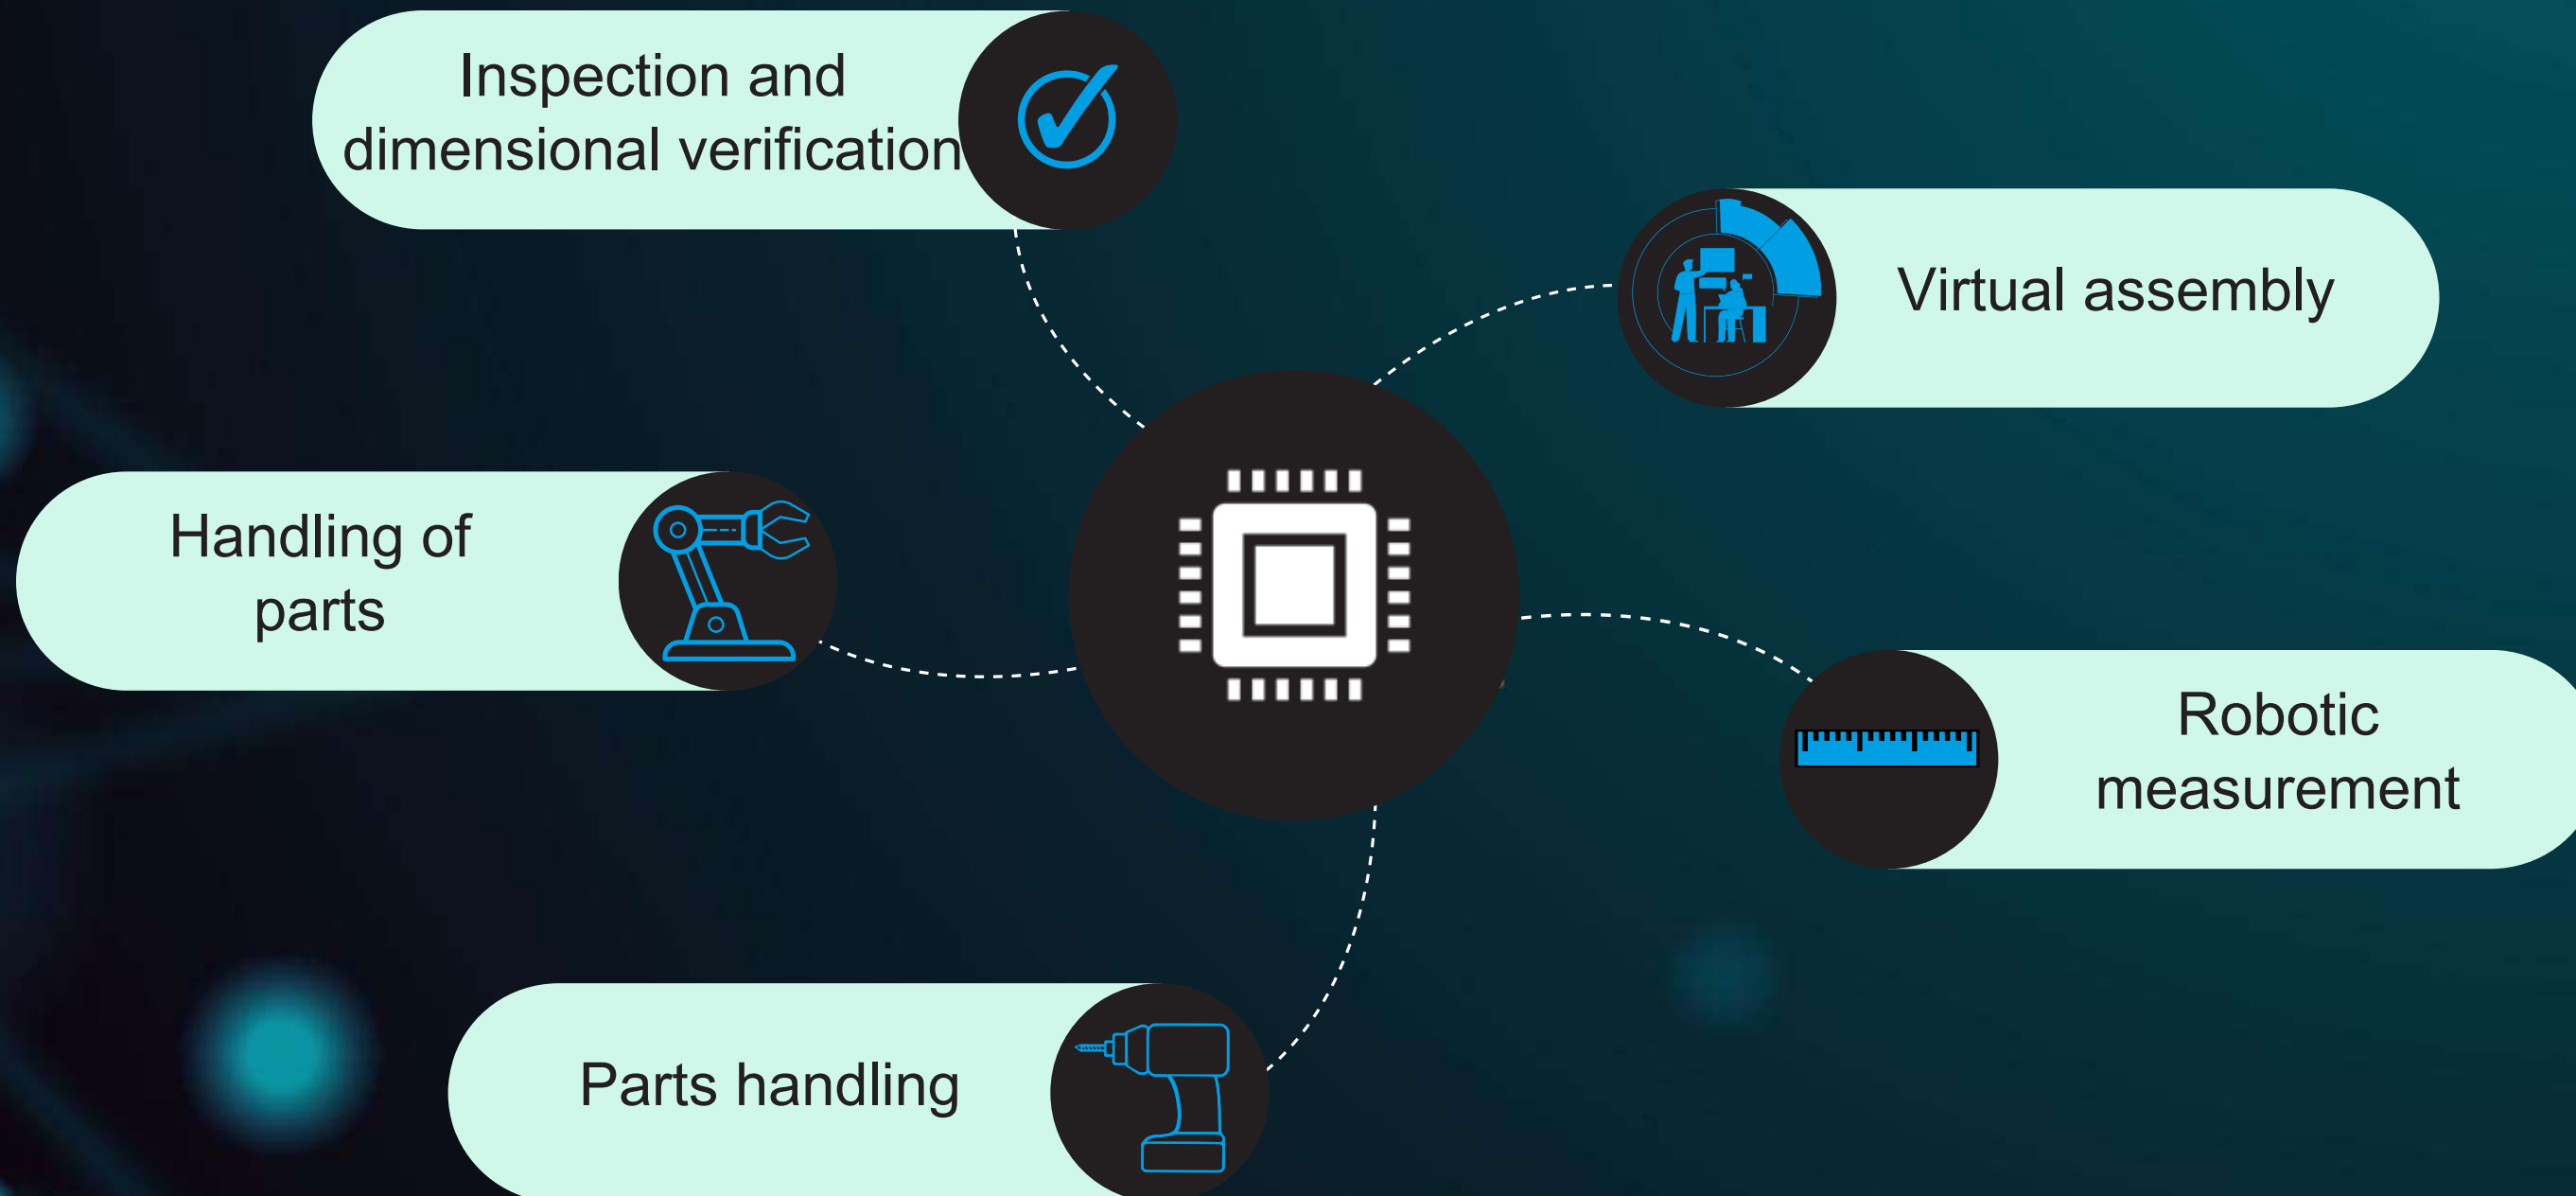 Inspection and
dimensional verification
Virtual assembly
Handling of
parts
Robotic
measurement
Parts handling